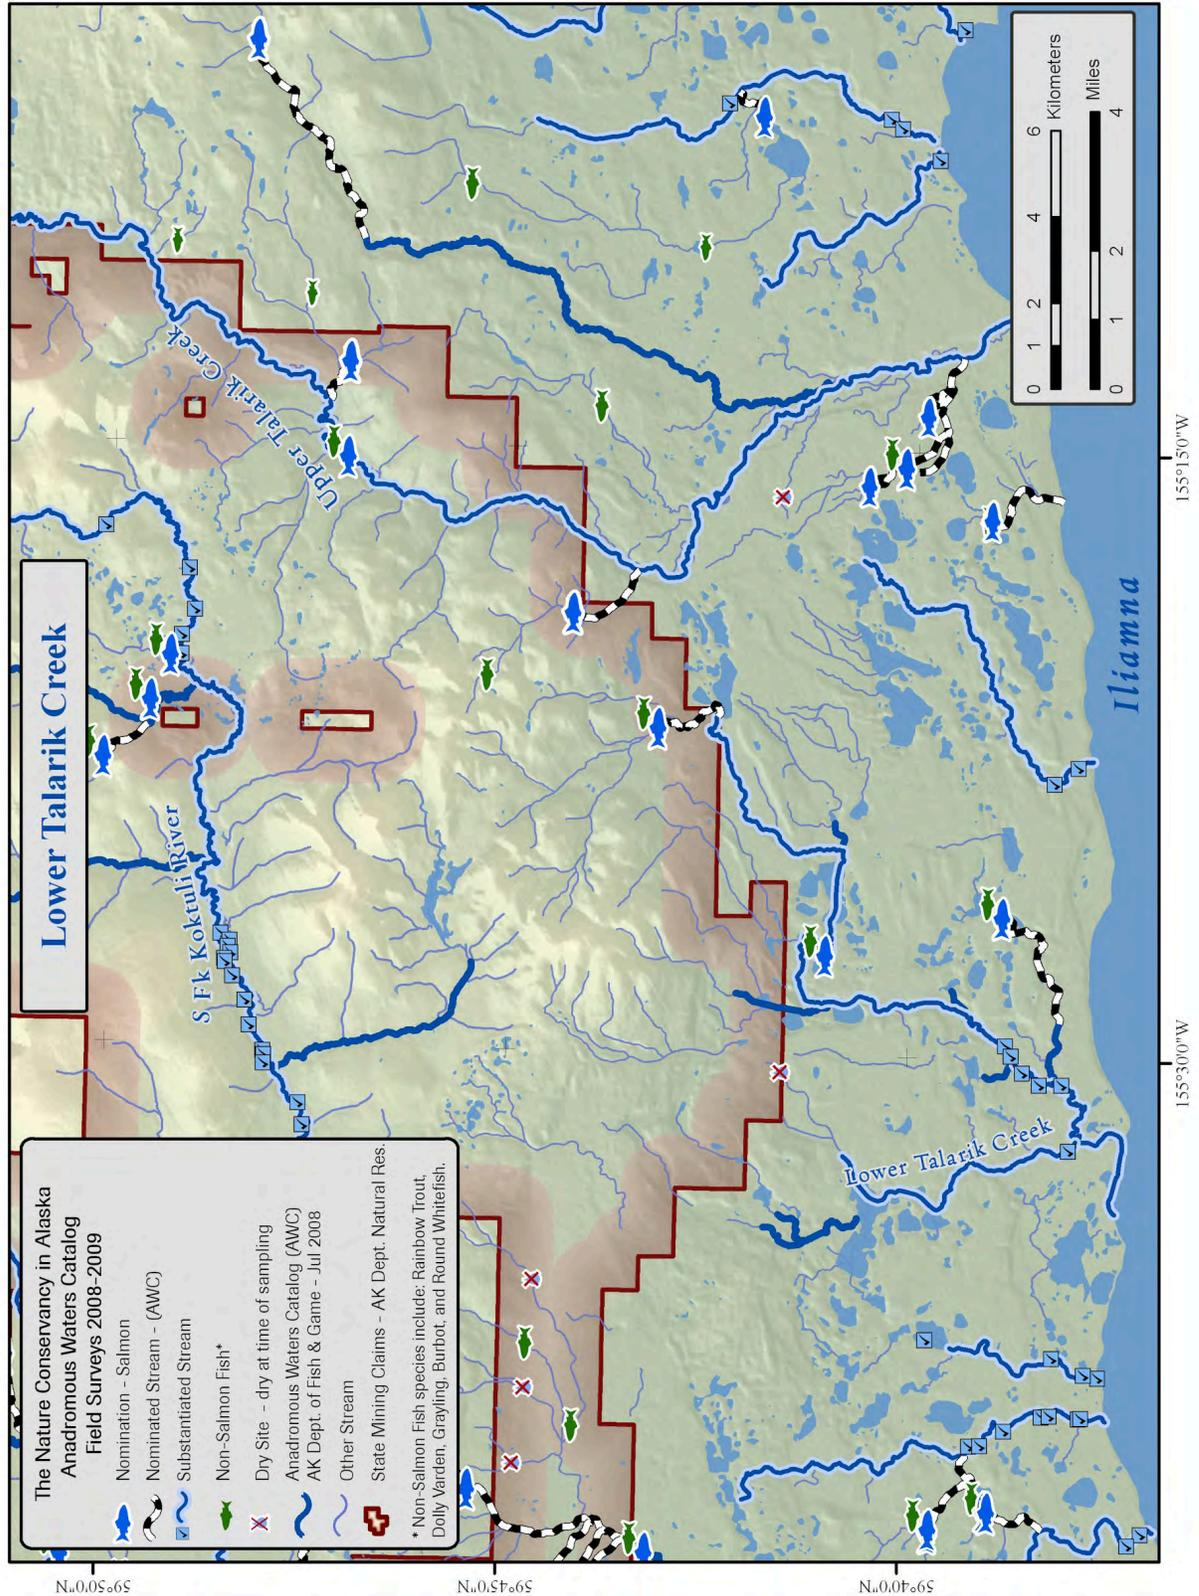 Lower Talarik Creek
The Nature Conservancy in Alaska
Anadromous Waters Catalog
Field Surveys 2008-2009
Nomination - Salmon
Nominated Stream - (AWC)
Substantiated Stream
Non-Salmon Fish*
Dry Site - dry at time of sampling
Anadromous Waters Catalog (AWC)
AK Dept. of Fish & Game - Jul 2008
Other Stream
State Mining Claims - AK Dept. Natural Res.
* Non-Salmon Fish species include: Rainbow Trout,
Dolly Varden, Grayling, Burbot, and Round Whitefish.
S Fk Koktuli River
Upper Talarik Creek
Lower Talarik Creek
Iliamna
0 1 2 4 6
Kilometers
Miles
0 1 2 4
59°50'0"N
59°45'0"N
59°40'0"N
155°30'0"W
155°15'0"W